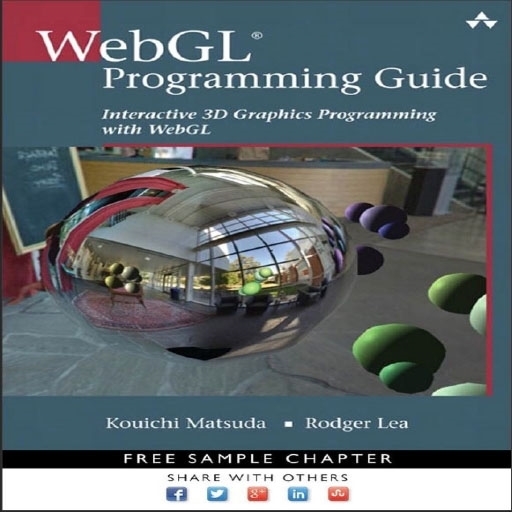 WebGL®
Programming Guide
Interactive 3D Graphics Programming
with WebGL
Kouichi Matsuda ■ Rodger Lea
FREE SAMPLE CHAPTER
SHARE WITH OTHERS